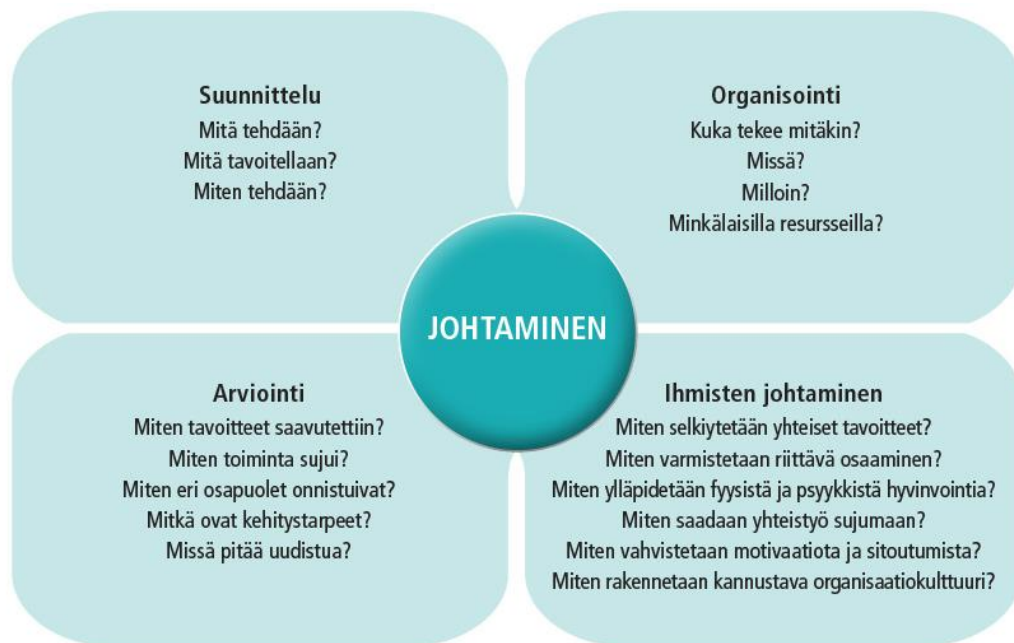 Suunnittelu
Mitä tehdään?
Mitä tavoitellaan?
Miten tehdään?
Organisointi
Kuka tekee mitäkin?
Missä?
Milloin?
Minkälaisilla resursseilla?
JOHTAMINEN
Arviointi
Miten tavoitteet saavutettiin?
Miten toiminta sujui?
Miten eri osapuolet onnistuivat?
Mitkä ovat kehitystarpeet?
Missä pitää uudistua?
Ihmisten johtaminen
Miten selkiytetään yhteiset tavoitteet?
Miten varmistetaan riittävä osaaminen?
Miten ylläpidetään fyysistä ja psyykkistä hyvinvointia?
Miten saadaan yhteistyö sujumaan?
Miten vahvistetaan motivaatiota ja sitoutumista?
Miten rakennetaan kannustava organisaatiokulttuuri?